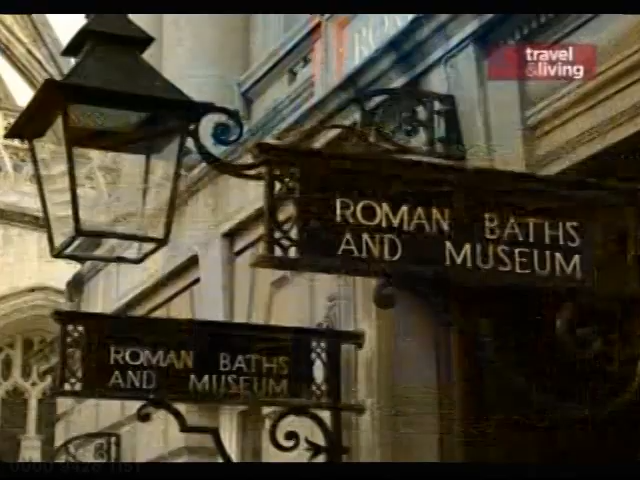 travel
&living
ROMAN BATHS
AND MUSEUM
ROMAN BATHS
AND MUSEUM